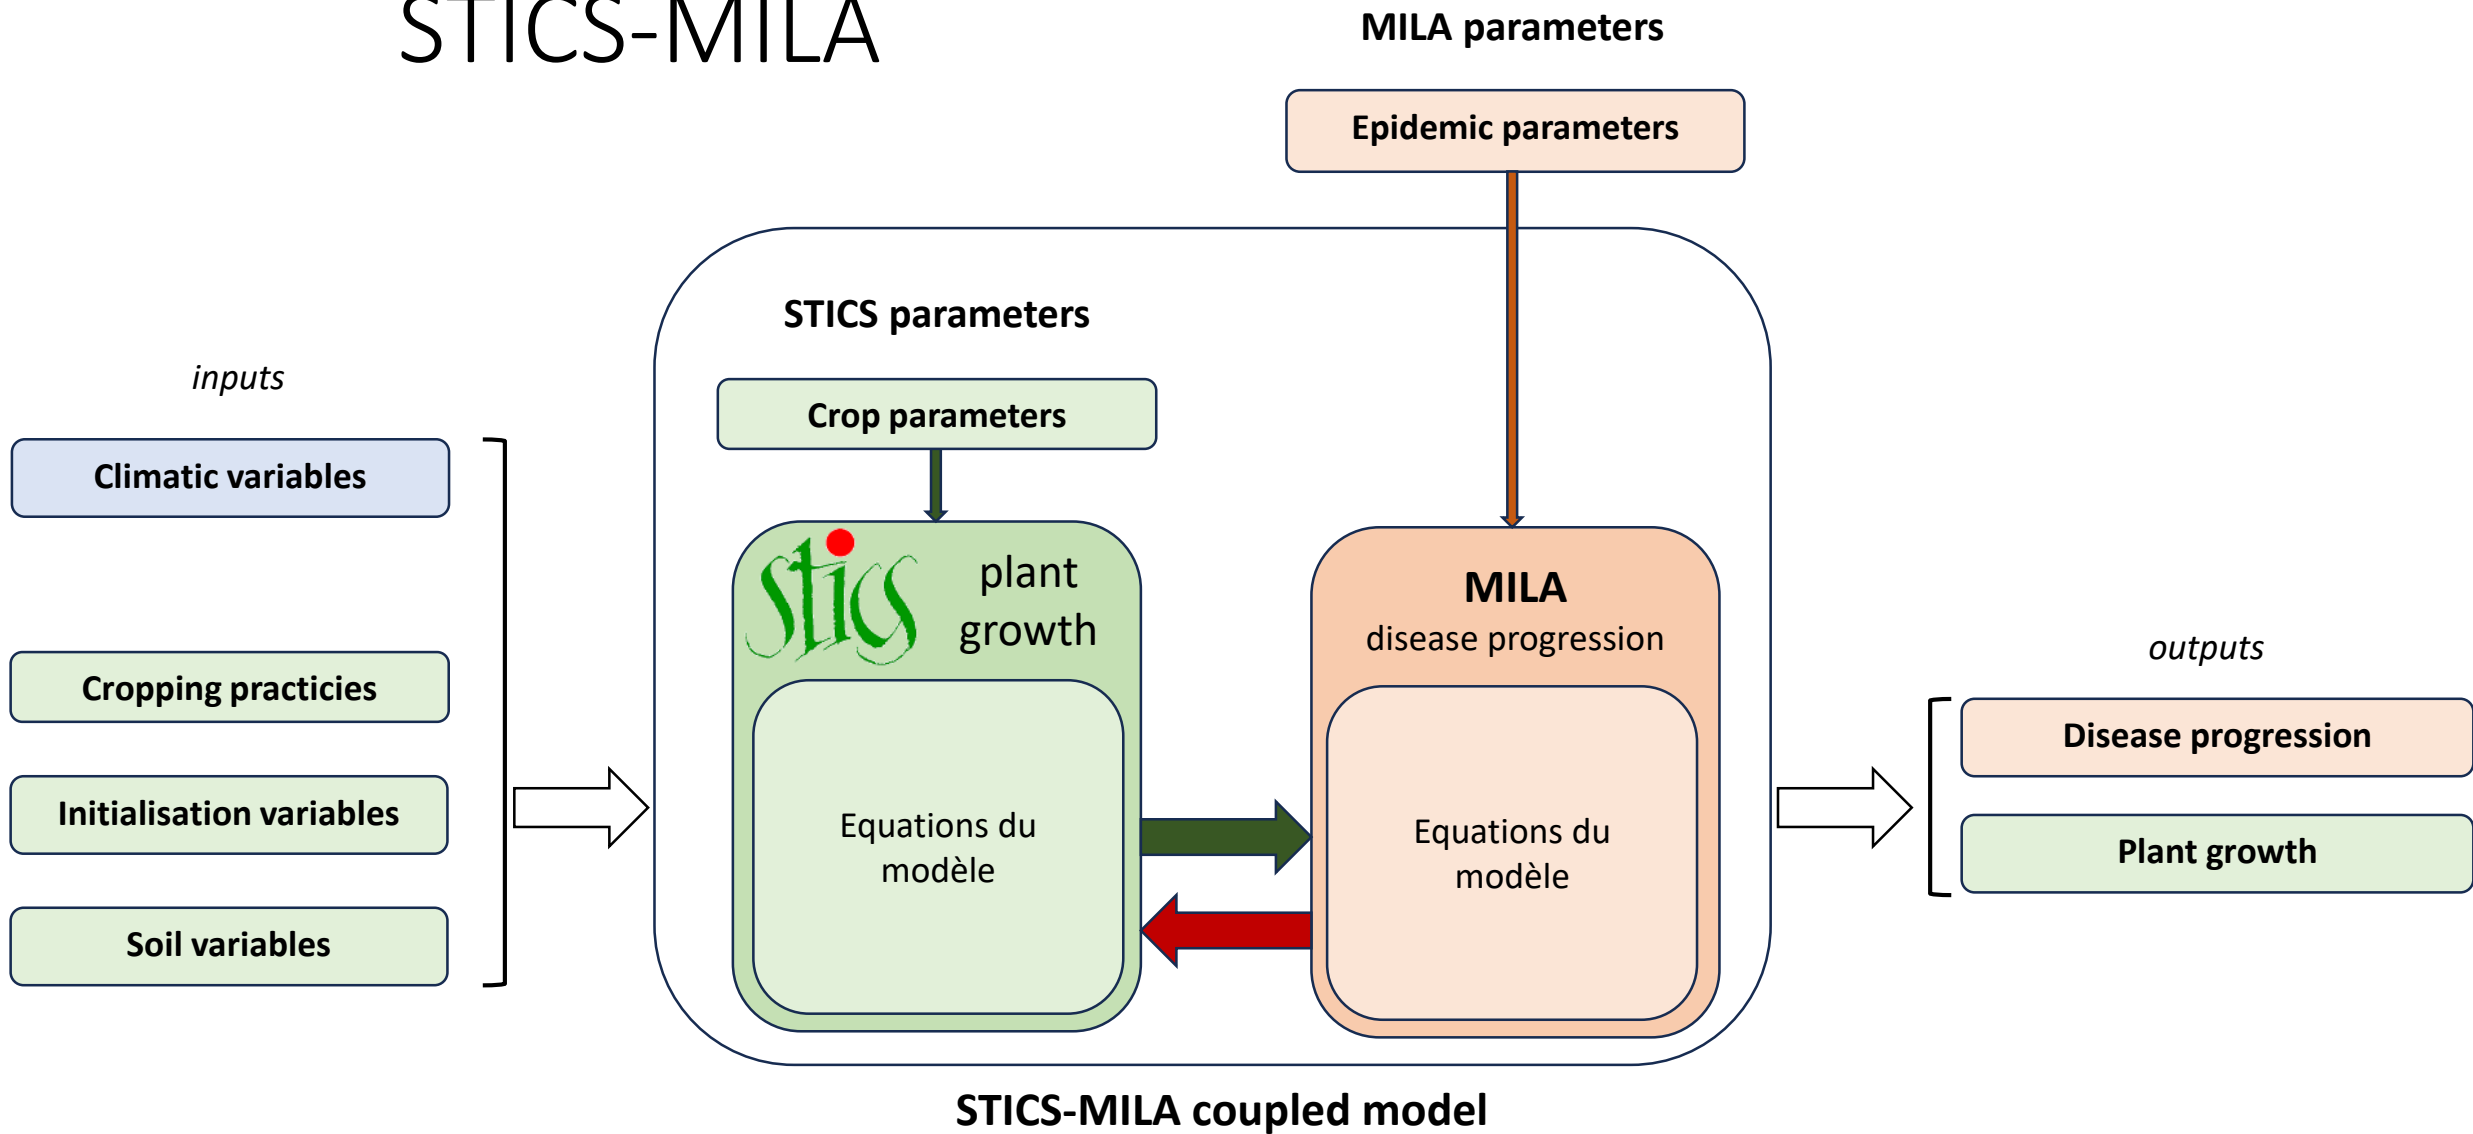 STICS-MILA
MILA parameters
Epidemic parameters
STICS parameters
inputs
Crop parameters
Climatic variables
stics
plant
growth
MILA
disease progression
Cropping practicies
Initialisation variables
Soil variables
Equations du
modèle
Equations du
modèle
outputs
Disease progression
Plant growth
STICS-MILA coupled model